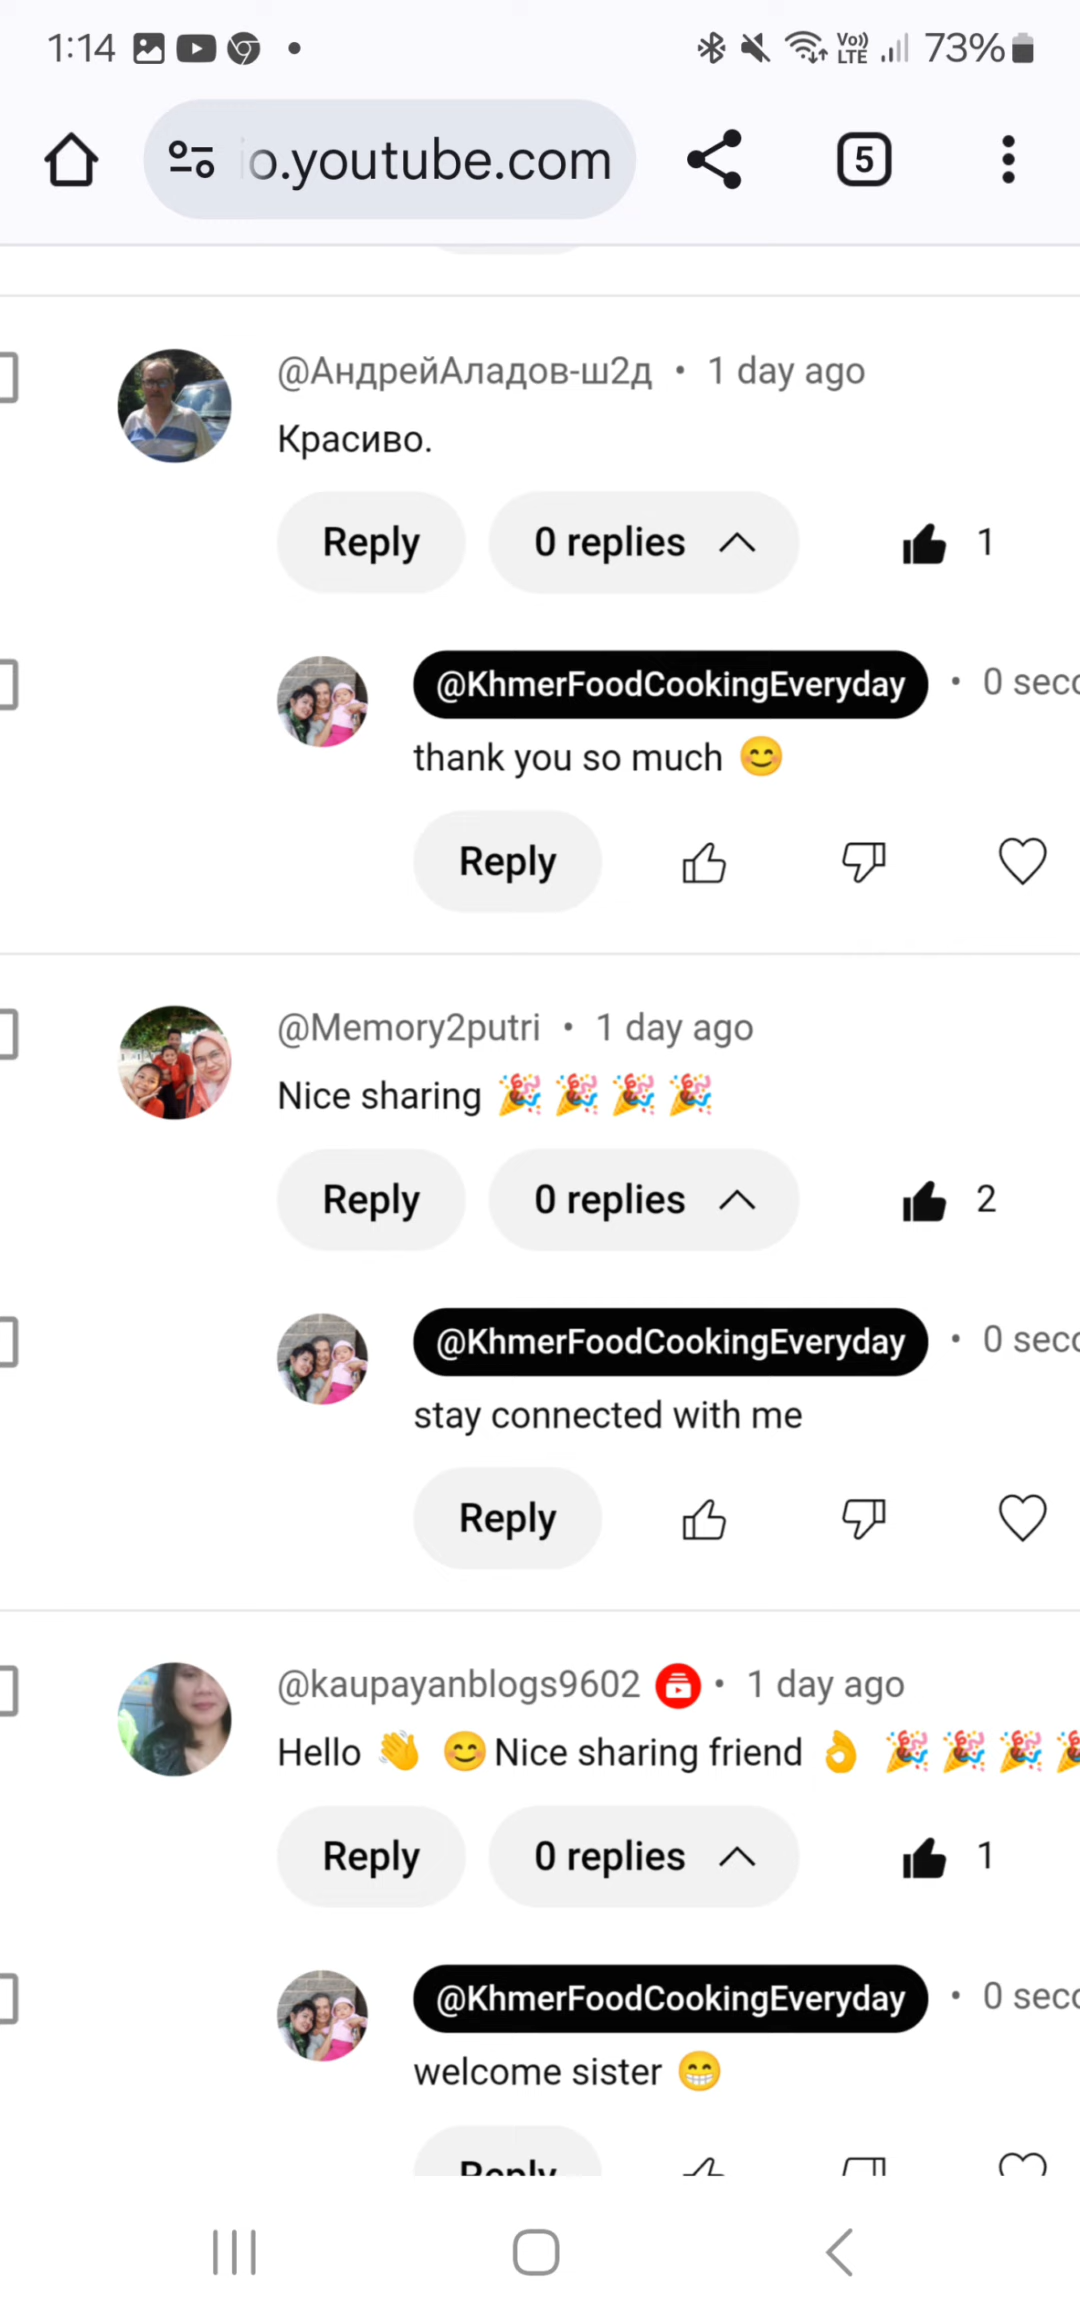 1:14 Vo)) LTE 73%
o.youtube.com 5
@АндрейАладов-ш2д • 1 day ago
Красиво.
Reply 0 replies 1
@KhmerFoodCookingEveryday • 0 seco
thank you so much 😊
Reply
@Memory2putri • 1 day ago
Nice sharing 🎉 🎉 🎉 🎉
Reply 0 replies 2
@KhmerFoodCookingEveryday • 0 seco
stay connected with me
Reply
@kaupayanblogs9602 • 1 day ago
Hello 👋 😊Nice sharing friend 👌 🎉 🎉 🎉 🎉
Reply 0 replies 1
@KhmerFoodCookingEveryday • 0 seco
welcome sister 😁
Reply